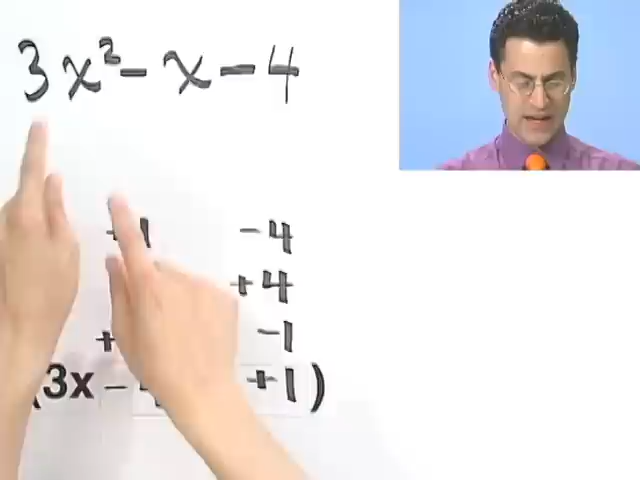 3x² - x - 4
-4
+4
-1
(3x - +1)